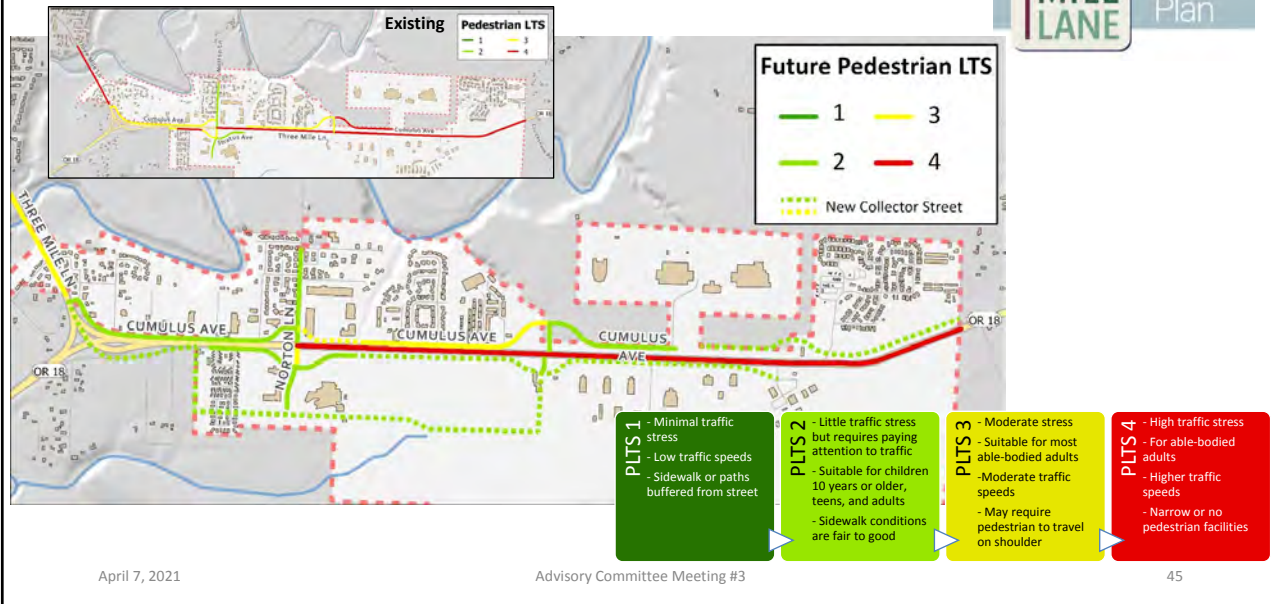 MILE
LANE
Plan
Existing
Pedestrian LTS
1
3
2
4
Cumulus Ave
Stratus Ave
Three Mile Ln
Cumulus Ave
OR 18
Future Pedestrian LTS
1
3
2
4
New Collector Street
THREE MILE LN
CUMULUS AVE
NORTON LN
CUMULUS AVE
CUMULUS
AVE
OR 18
OR 18
PLTS 1
- Minimal traffic
stress
- Low traffic speeds
- Sidewalk or paths
buffered from street
PLTS 2
- Little traffic stress
but requires paying
attention to traffic
- Suitable for children
10 years or older,
teens, and adults
- Sidewalk conditions
are fair to good
PLTS 3
- Moderate stress
- Suitable for most
able-bodied adults
-Moderate traffic
speeds
- May require
pedestrian to travel
on shoulder
PLTS 4
- High traffic stress
- For able-bodied
adults
- Higher traffic
speeds
- Narrow or no
pedestrian facilities
April 7, 2021
Advisory Committee Meeting #3
45